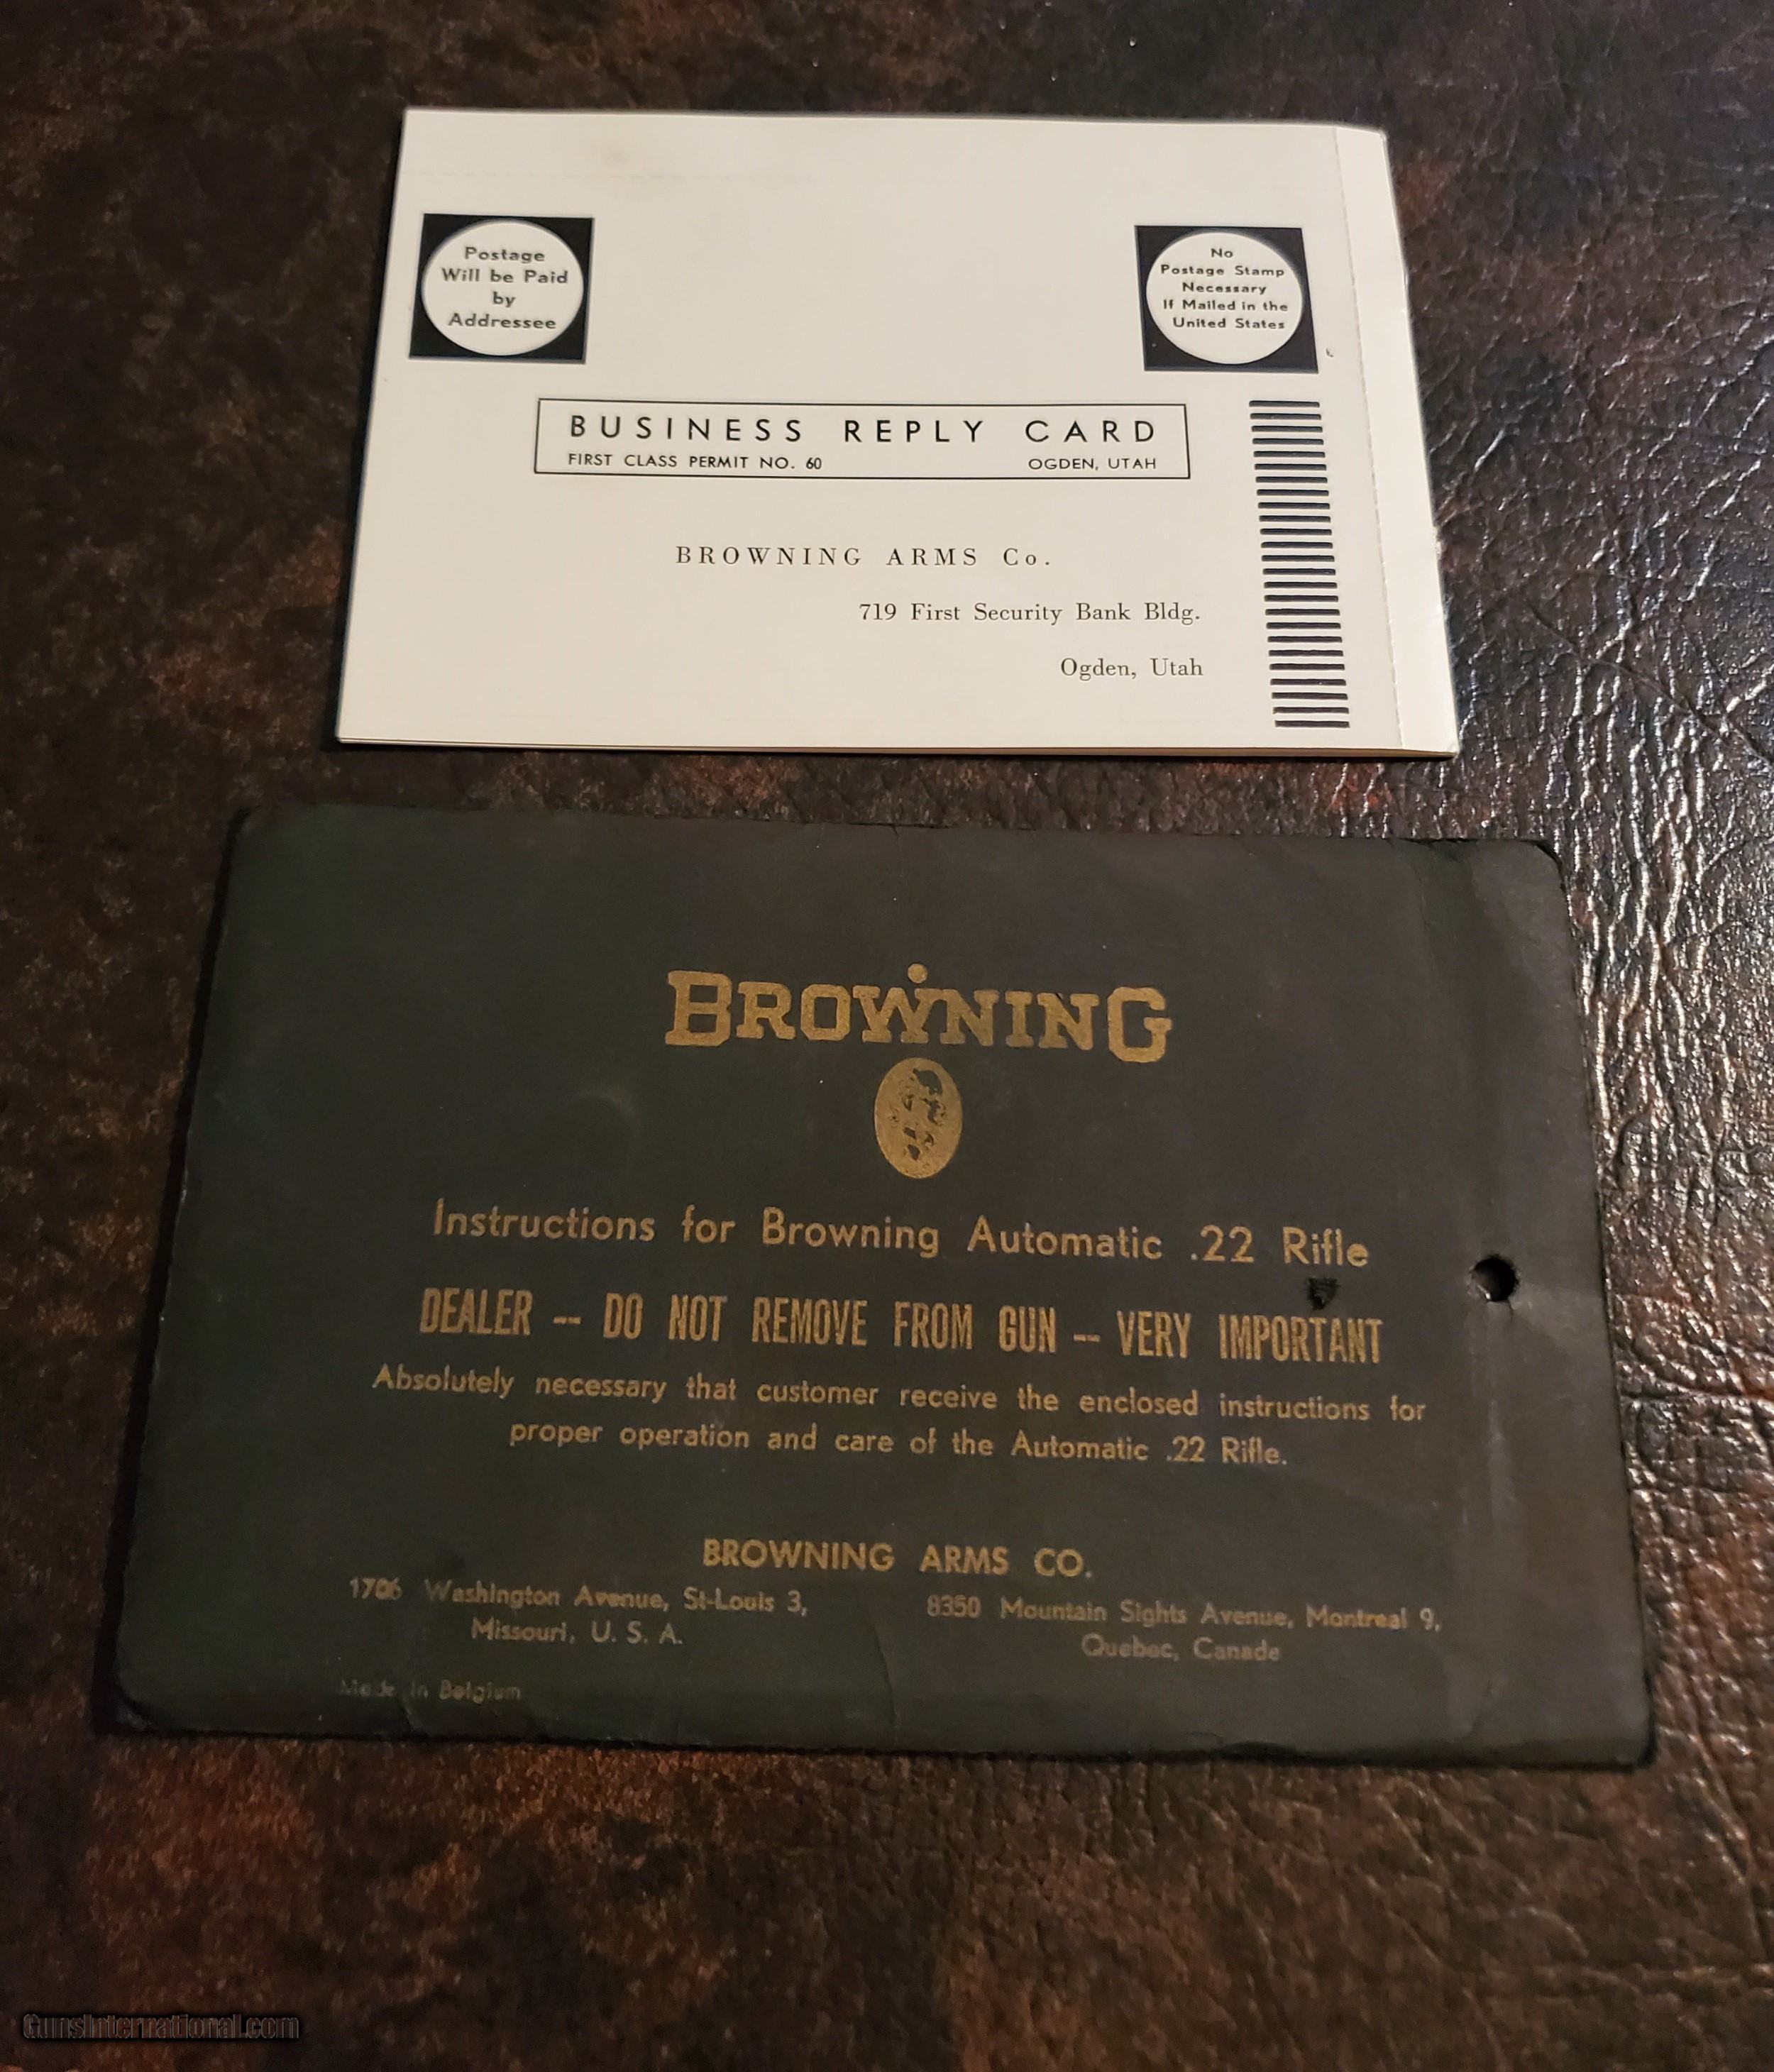 Postage
Will be Paid
by
Addressee
No
Postage Stamp
Necessary
If Mailed in the
United States
BUSINESS REPLY CARD
FIRST CLASS PERMIT NO. 60 OGDEN, UTAH
BROWNING ARMS Co.
719 First Security Bank Bldg.
Ogden, Utah
BROWNING
Instructions for Browning Automatic .22 Rifle
DEALER -- DO NOT REMOVE FROM GUN -- VERY IMPORTANT
Absolutely necessary that customer receive the enclosed instructions for
proper operation and care of the Automatic .22 Rifle.
BROWNING ARMS CO.
1706 Washington Avenue, St-Louis 3,
Missouri, U. S. A.
8350 Mountain Sights Avenue, Montreal 9,
Quebec, Canade
Made in Belgium
GunsInternational.com